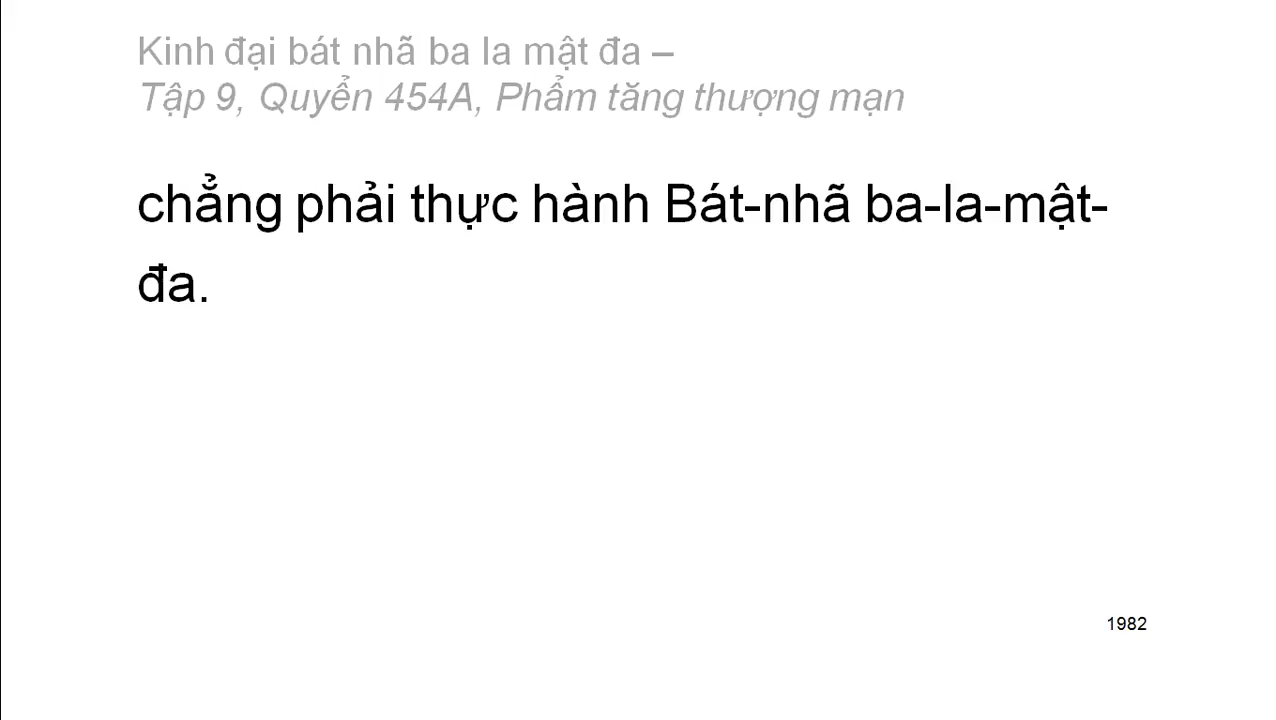 Kinh đại bát nhã ba la mật đa –
Tập 9, Quyển 454A, Phẩm tăng thượng mạn
chẳng phải thực hành Bát-nhã ba-la-mật-
đa.
1982